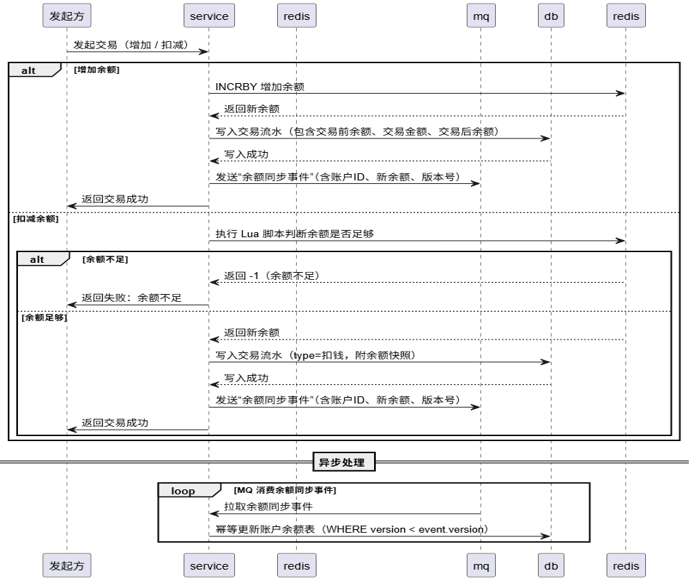 发起方 service redis mq db redis
发起交易（增加 / 扣减）
alt [增加余额]
INCRBY 增加余额
返回新余额
写入交易流水（包含交易前余额、交易金额、交易后余额）
写入成功
发送“余额同步事件”（含账户ID、新余额、版本号）
返回交易成功
[扣减余额]
执行 Lua 脚本判断余额是否足够
alt [余额不足]
返回 -1（余额不足）
返回失败：余额不足
[余额足够]
返回新余额
写入交易流水（type=扣钱，附余额快照）
写入成功
发送“余额同步事件”（含账户ID、新余额、版本号）
返回交易成功
异步处理
loop [MQ 消费余额同步事件]
拉取余额同步事件
幂等更新账户余额表（WHERE version < event.version）
发起方 service redis mq db redis